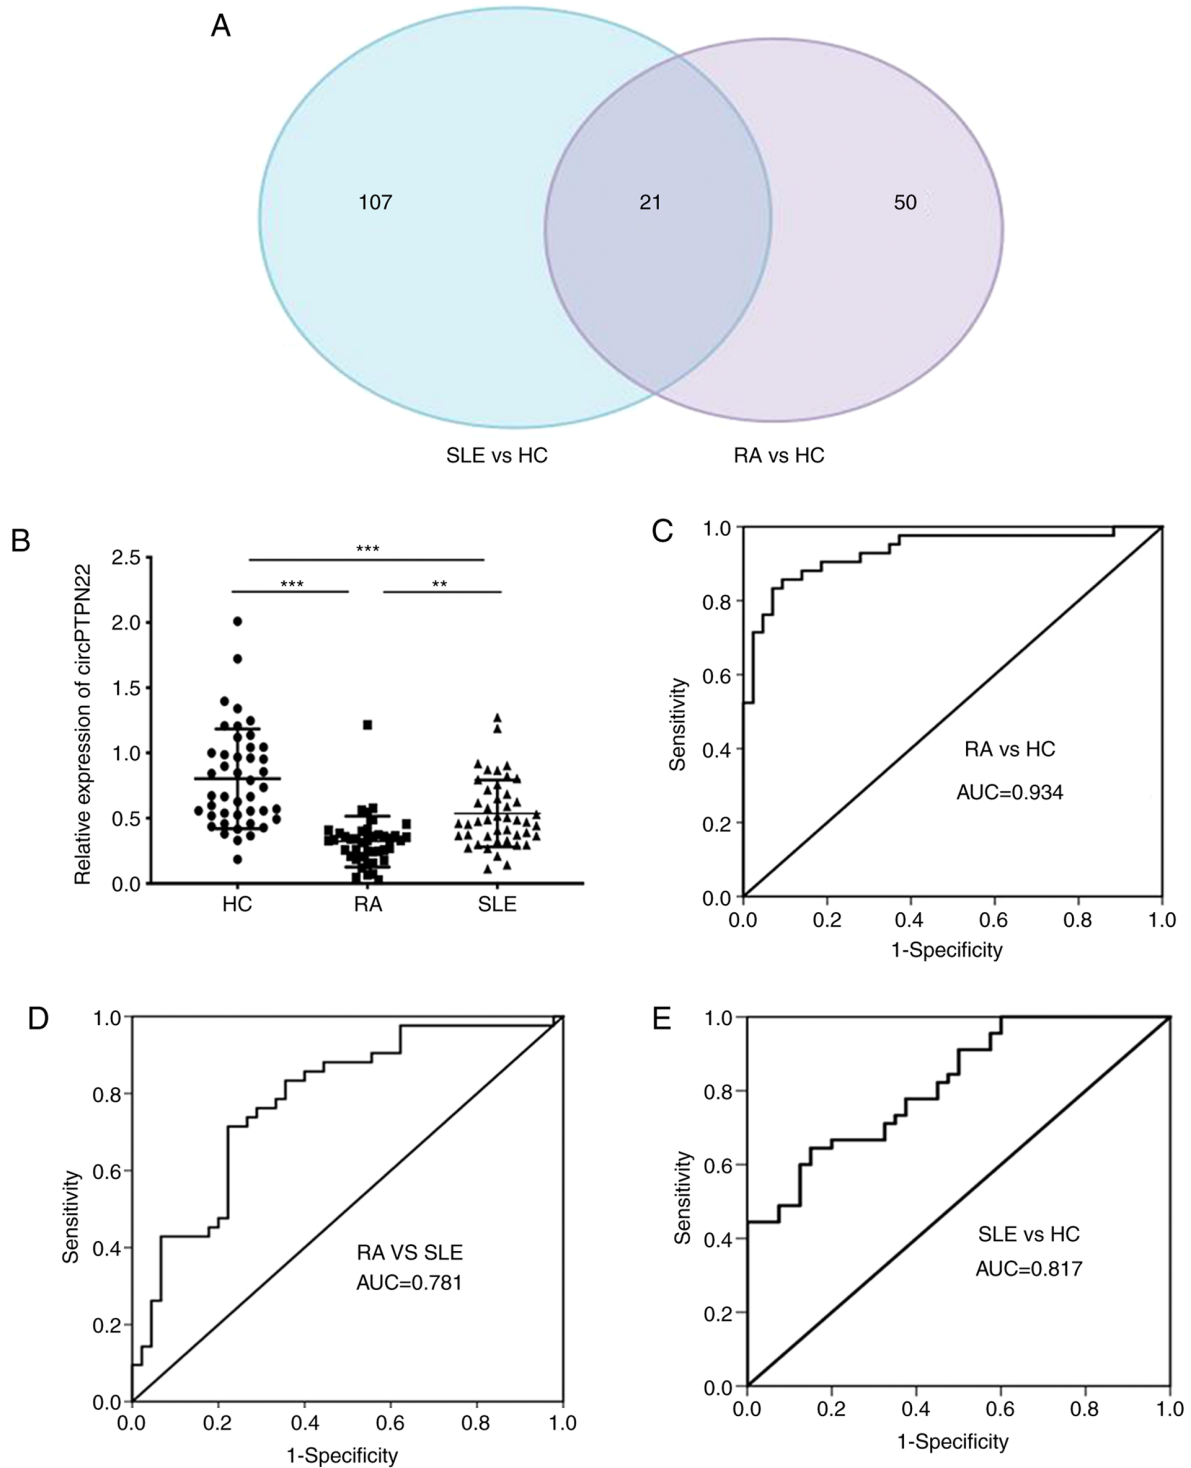 A
107
21
50
SLE vs HC
RA vs HC
B
Relative expression of circPTPN22
2.5
2.0
1.5
1.0
0.5
0.0
***
***
**
HC
RA
SLE
C
Sensitivity
1.0
0.8
0.6
0.4
0.2
0.0
RA vs HC
AUC=0.934
0.0 0.2 0.4 0.6 0.8 1.0
1-Specificity
D
Sensitivity
1.0
0.8
0.6
0.4
0.2
0.0
RA VS SLE
AUC=0.781
0.0 0.2 0.4 0.6 0.8 1.0
1-Specificity
E
Sensitivity
1.0
0.8
0.6
0.4
0.2
0.0
SLE vs HC
AUC=0.817
0.0 0.2 0.4 0.6 0.8 1.0
1-Specificity